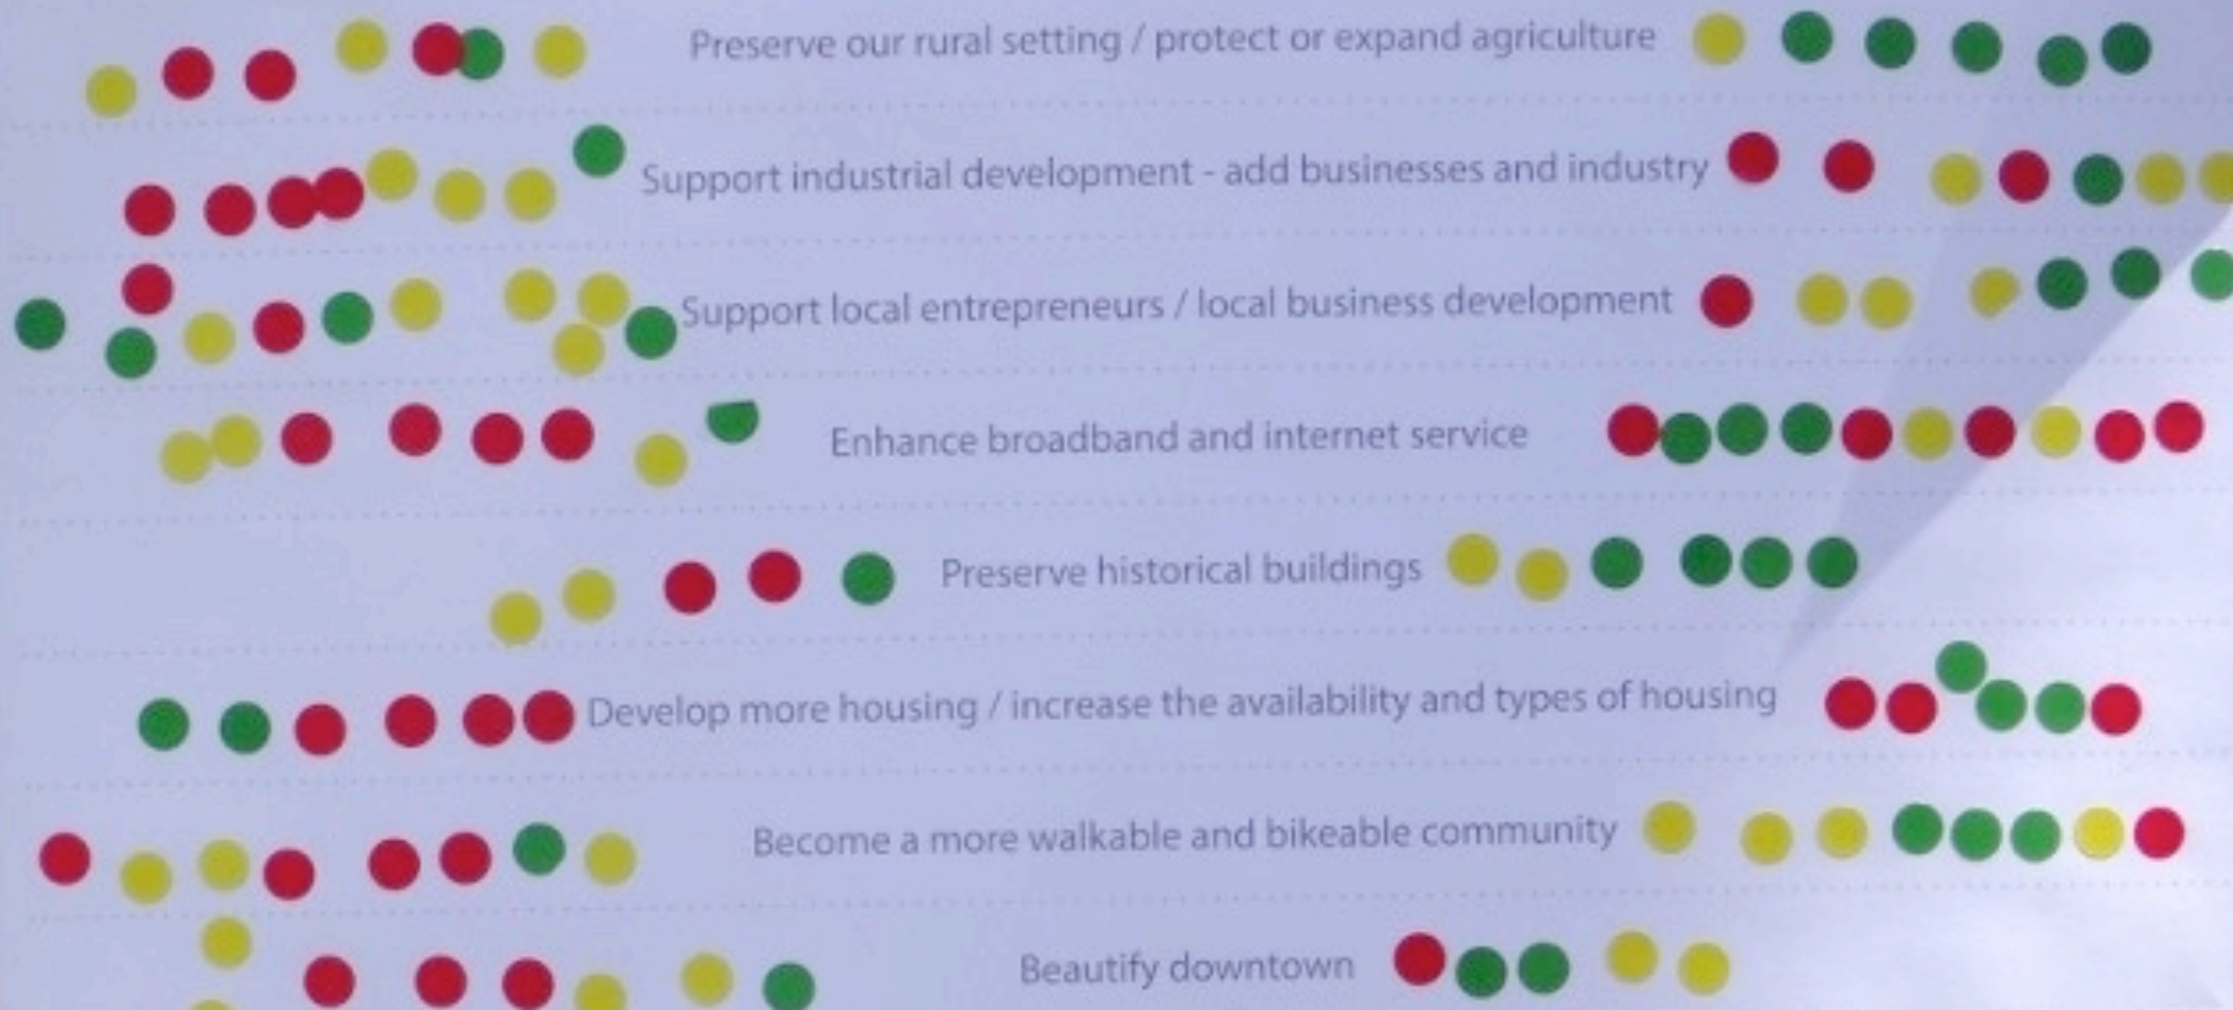 Preserve our rural setting / protect or expand agriculture
Support industrial development - add businesses and industry
Support local entrepreneurs / local business development
Enhance broadband and internet service
Preserve historical buildings
Develop more housing / increase the availability and types of housing
Become a more walkable and bikeable community
Beautify downtown